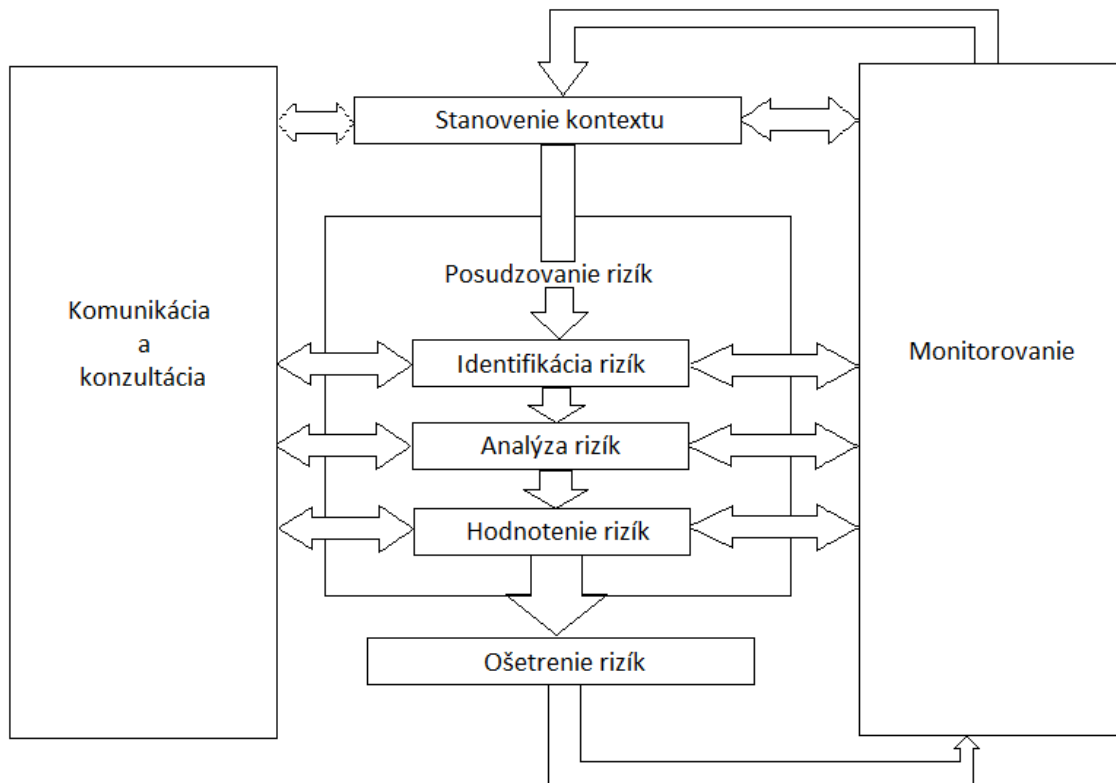 Stanovenie kontextu
Posudzovanie rizík
Komunikácia
a
konzultácia
Identifikácia rizík
Monitorovanie
Analýza rizík
Hodnotenie rizík
Ošetrenie rizík